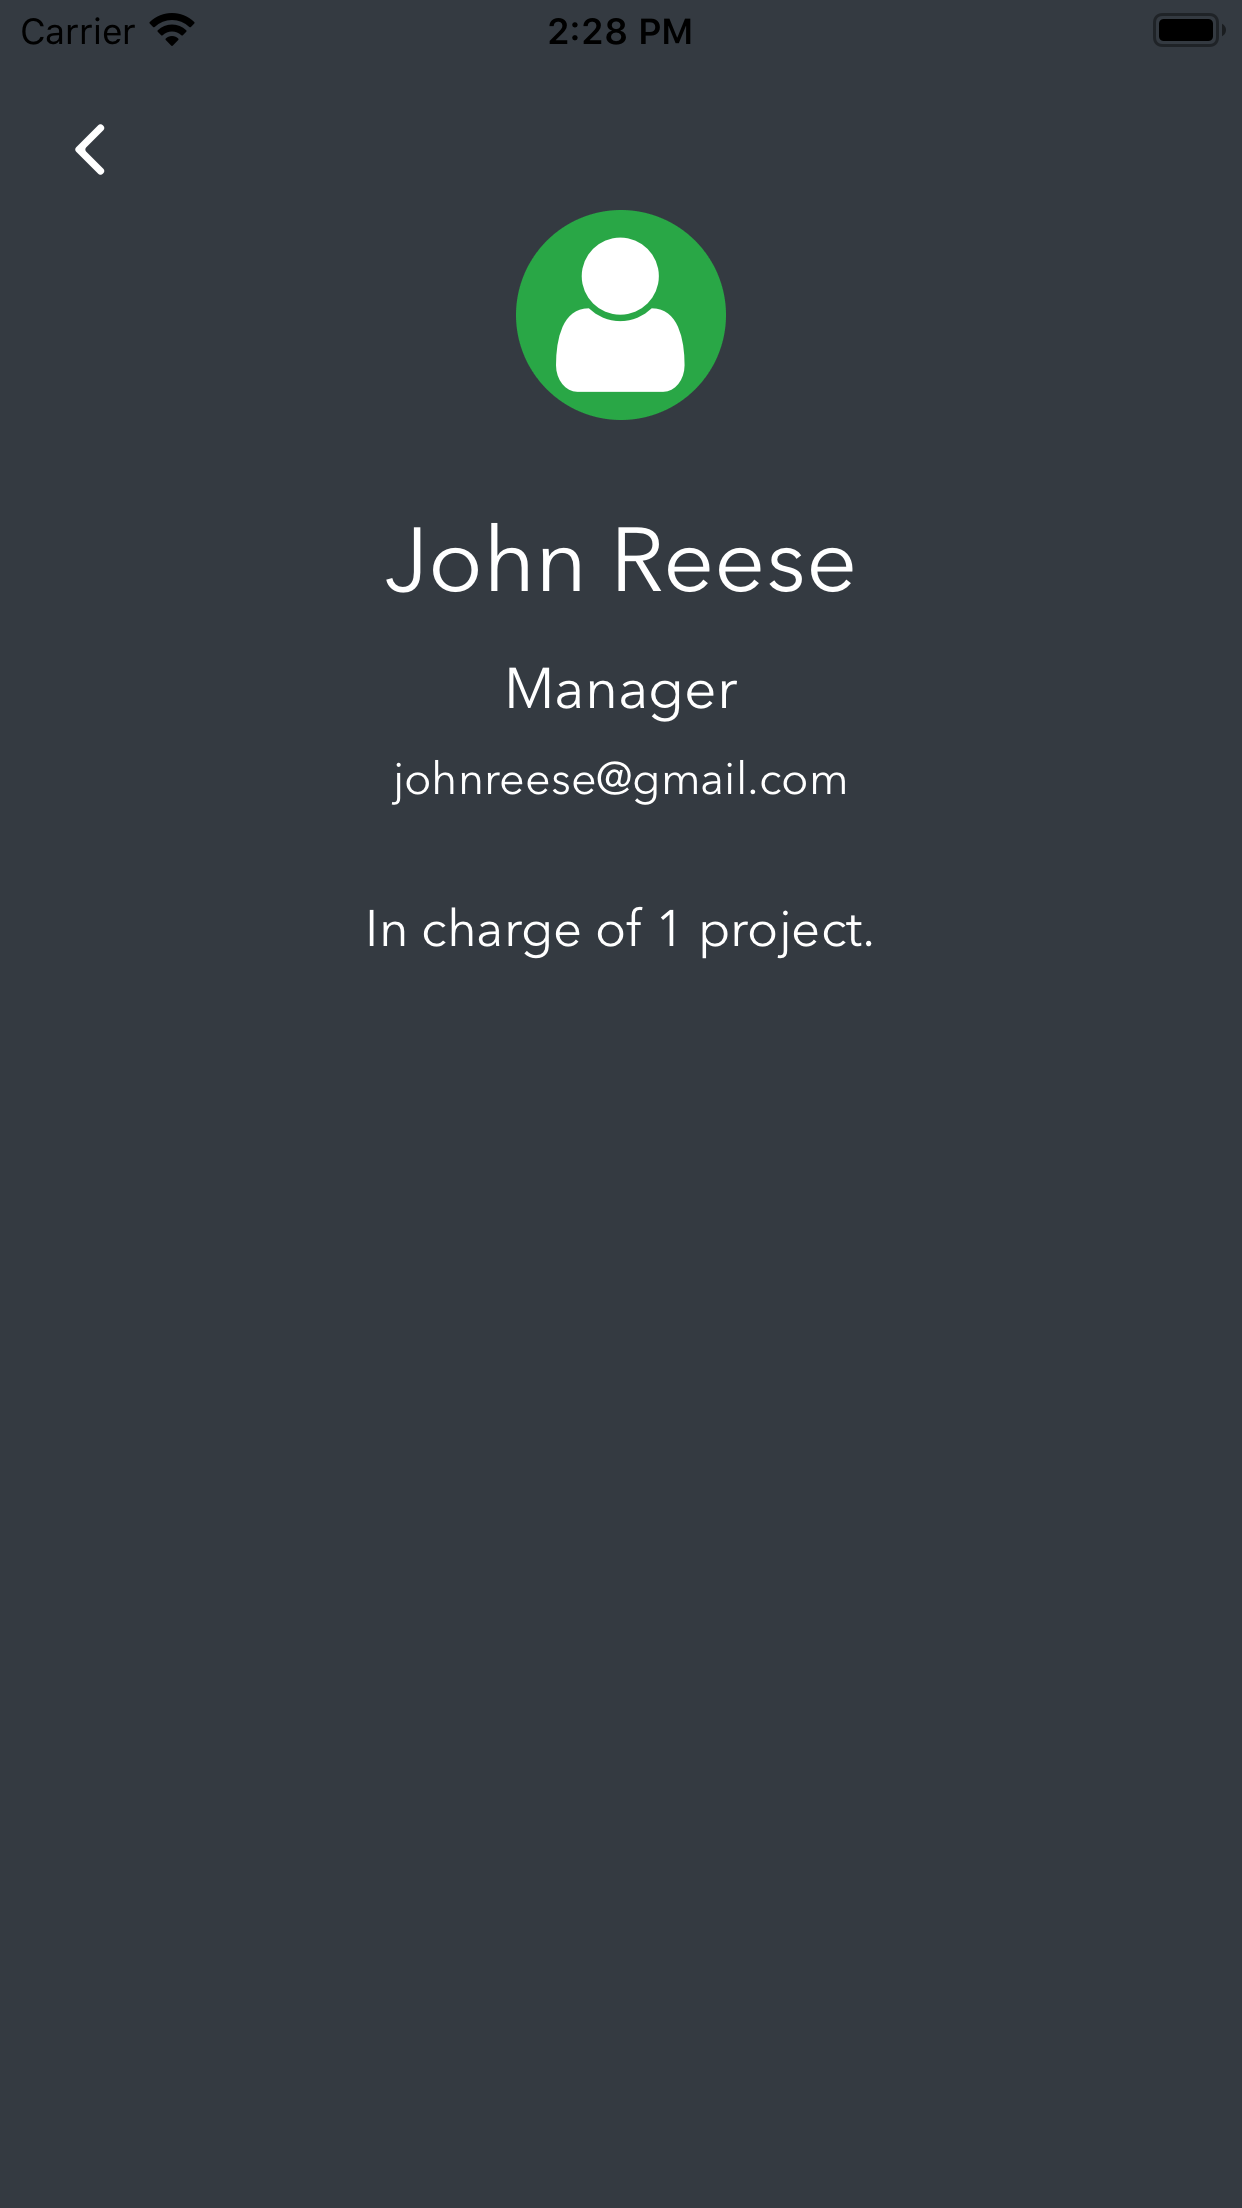 Carrier 2:28 PM
John Reese
Manager
johnreese@gmail.com
In charge of 1 project.